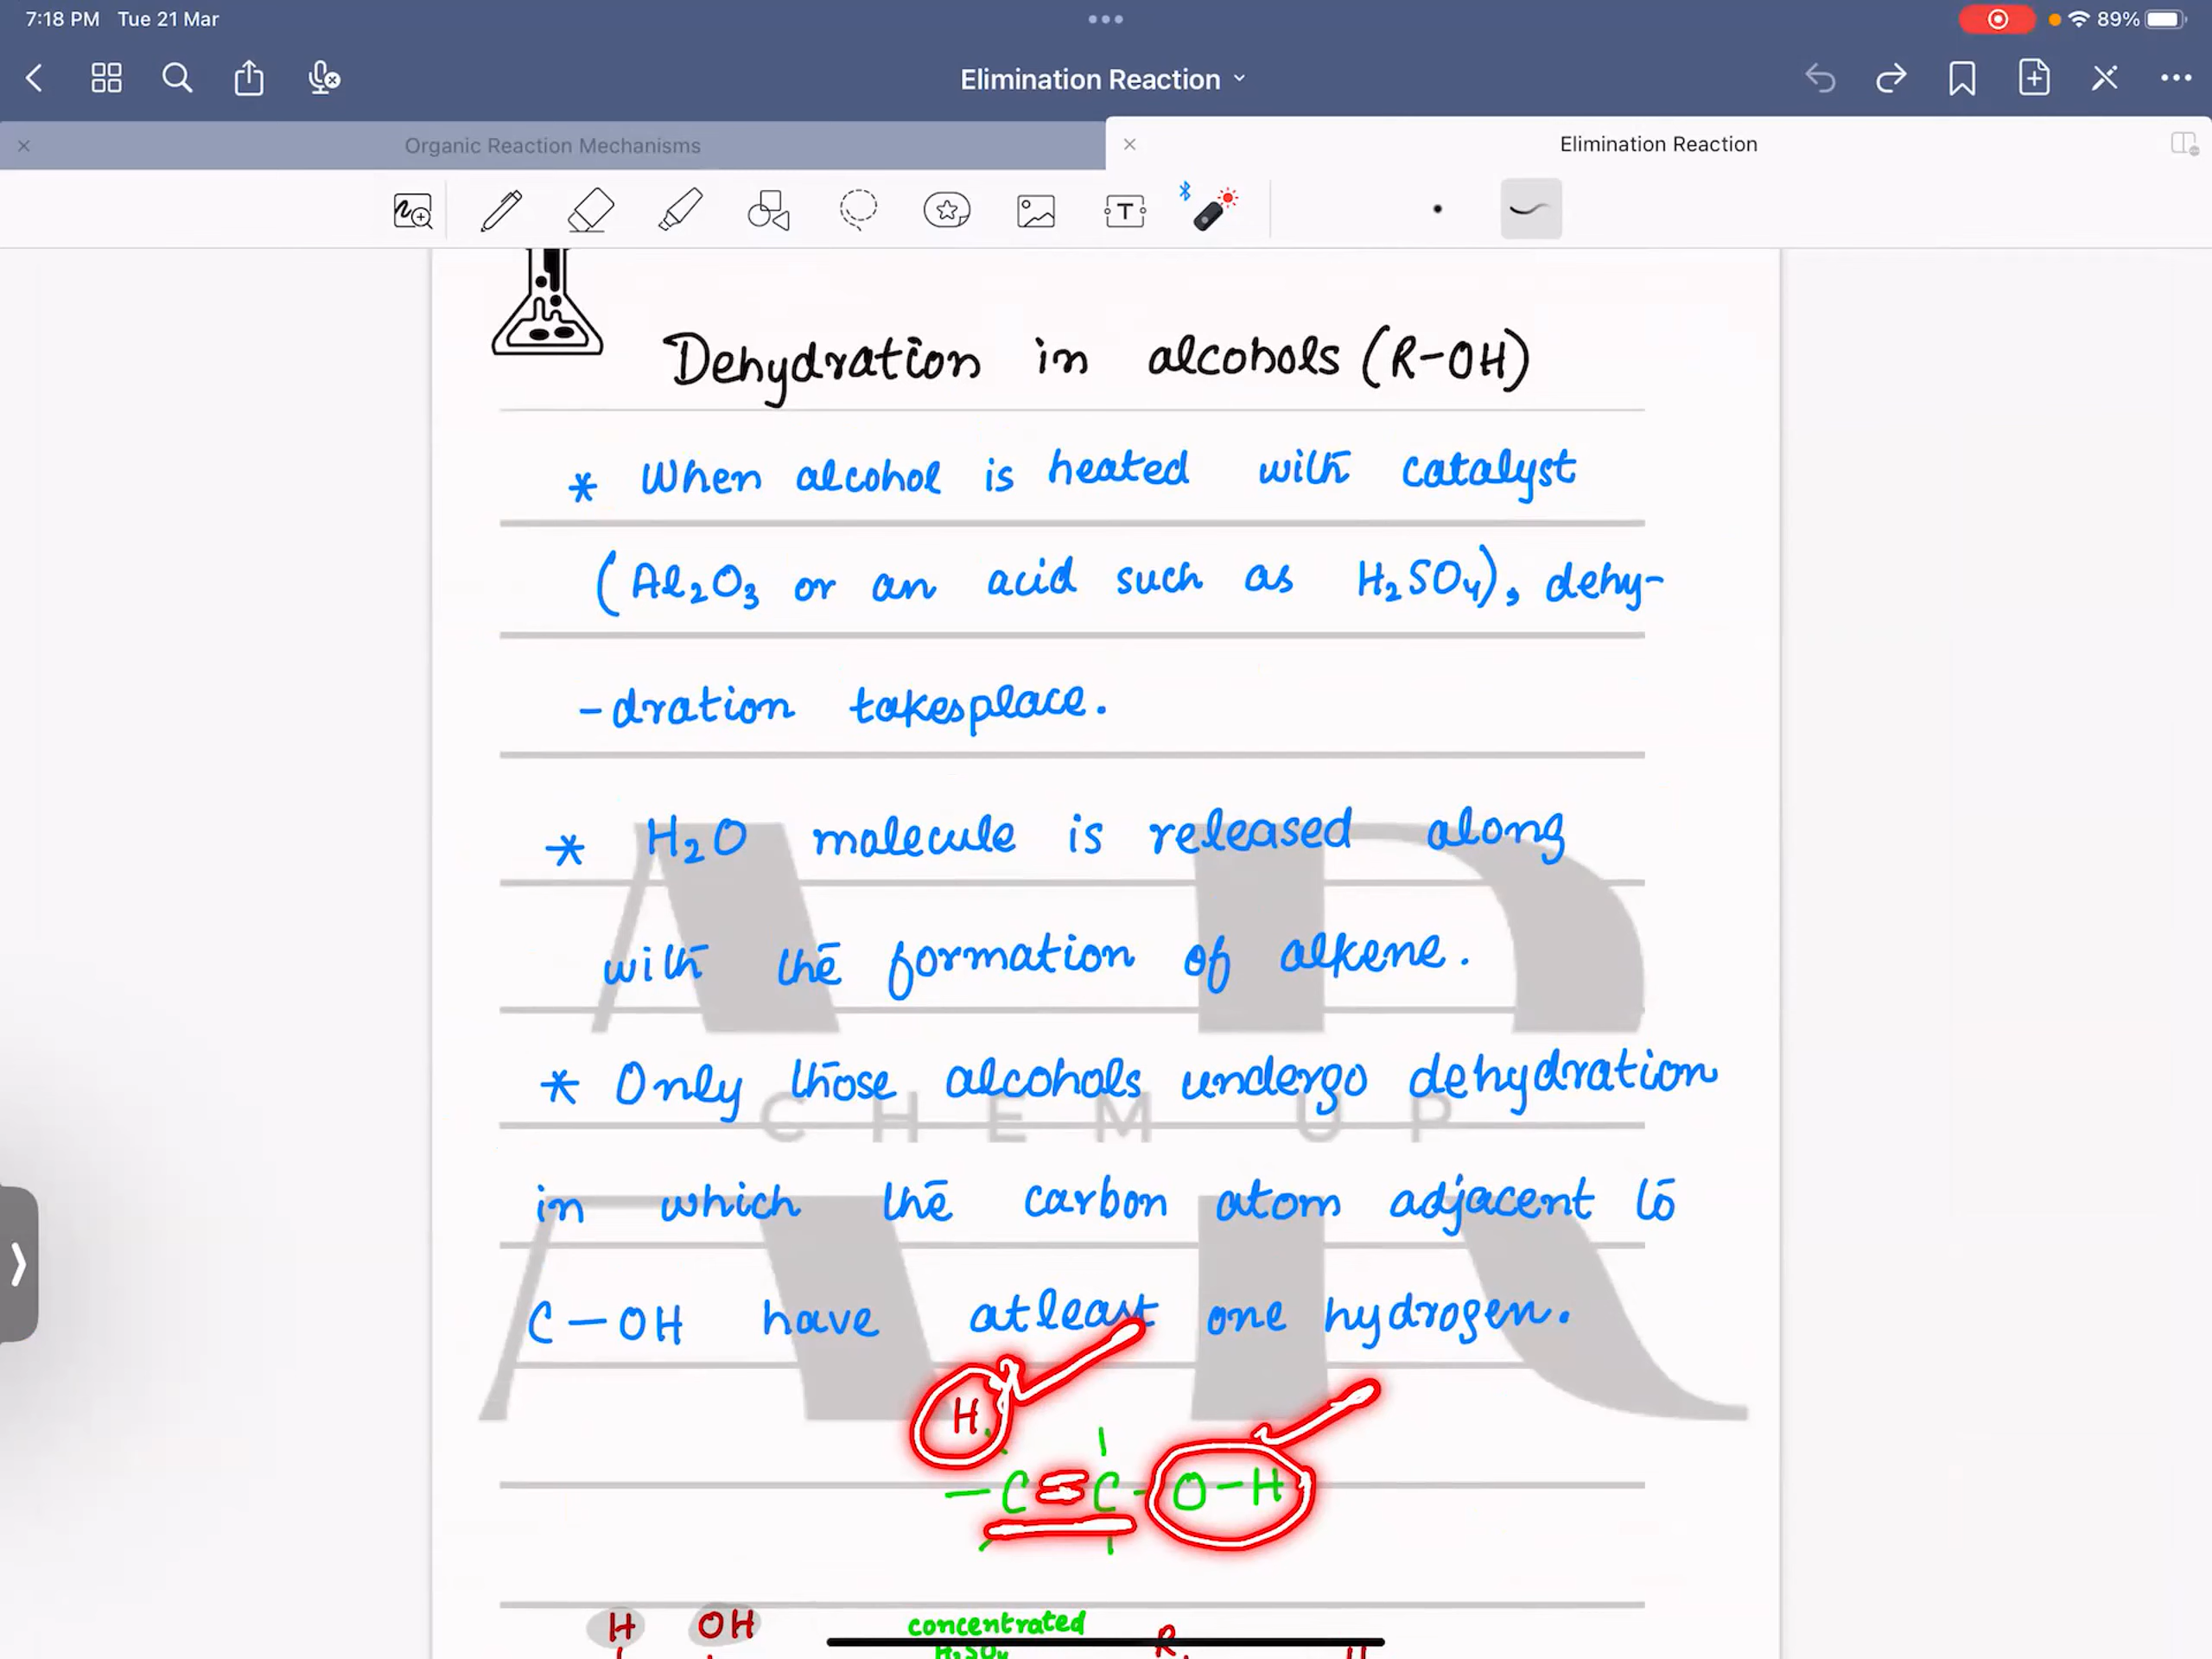 7:18 PM Tue 21 Mar
89%
Elimination Reaction
Organic Reaction Mechanisms
Elimination Reaction
T
Dehydration in alcohols (R-OH)
* When alcohol is heated with catalyst
(Al₂O₃ or an acid such as H₂SO₄), dehy-
-dration takesplace.
* H₂O molecule is released along
with the formation of alkene.
* Only those alcohols undergo dehydration
CHEM UP
in which the carbon atom adjacent to
C-OH have atleast one hydrogen.
H
-C=C-O-H
H OH concentrated R
H₂SO₄ H